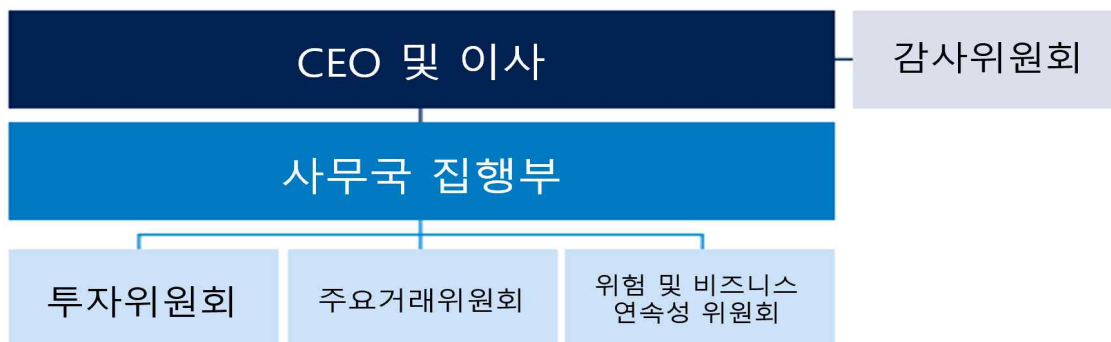 CEO 및 이사
감사위원회
사무국 집행부
투자위원회
주요거래위원회
위험 및 비즈니스
연속성 위원회